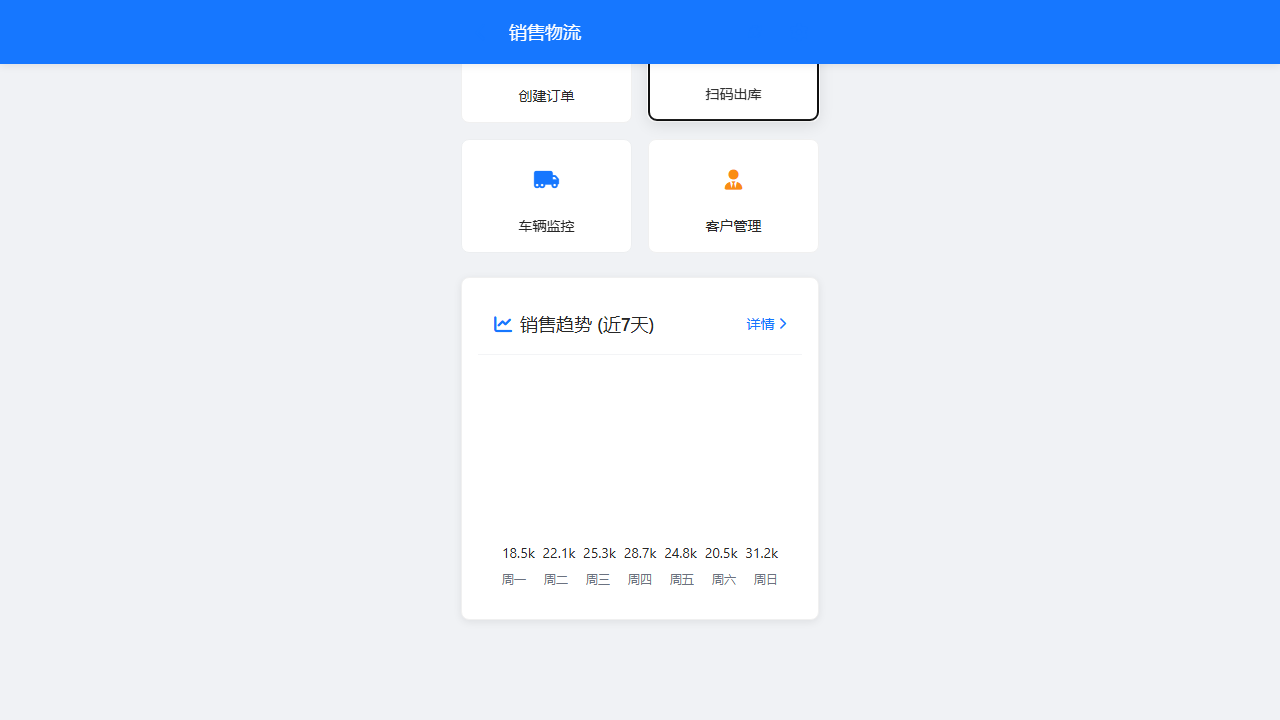 销售物流
创建订单
扫码出库
车辆监控
客户管理
销售趋势 (近7天)
详情
18.5k 22.1k 25.3k 28.7k 24.8k 20.5k 31.2k
周一 周二 周三 周四 周五 周六 周日